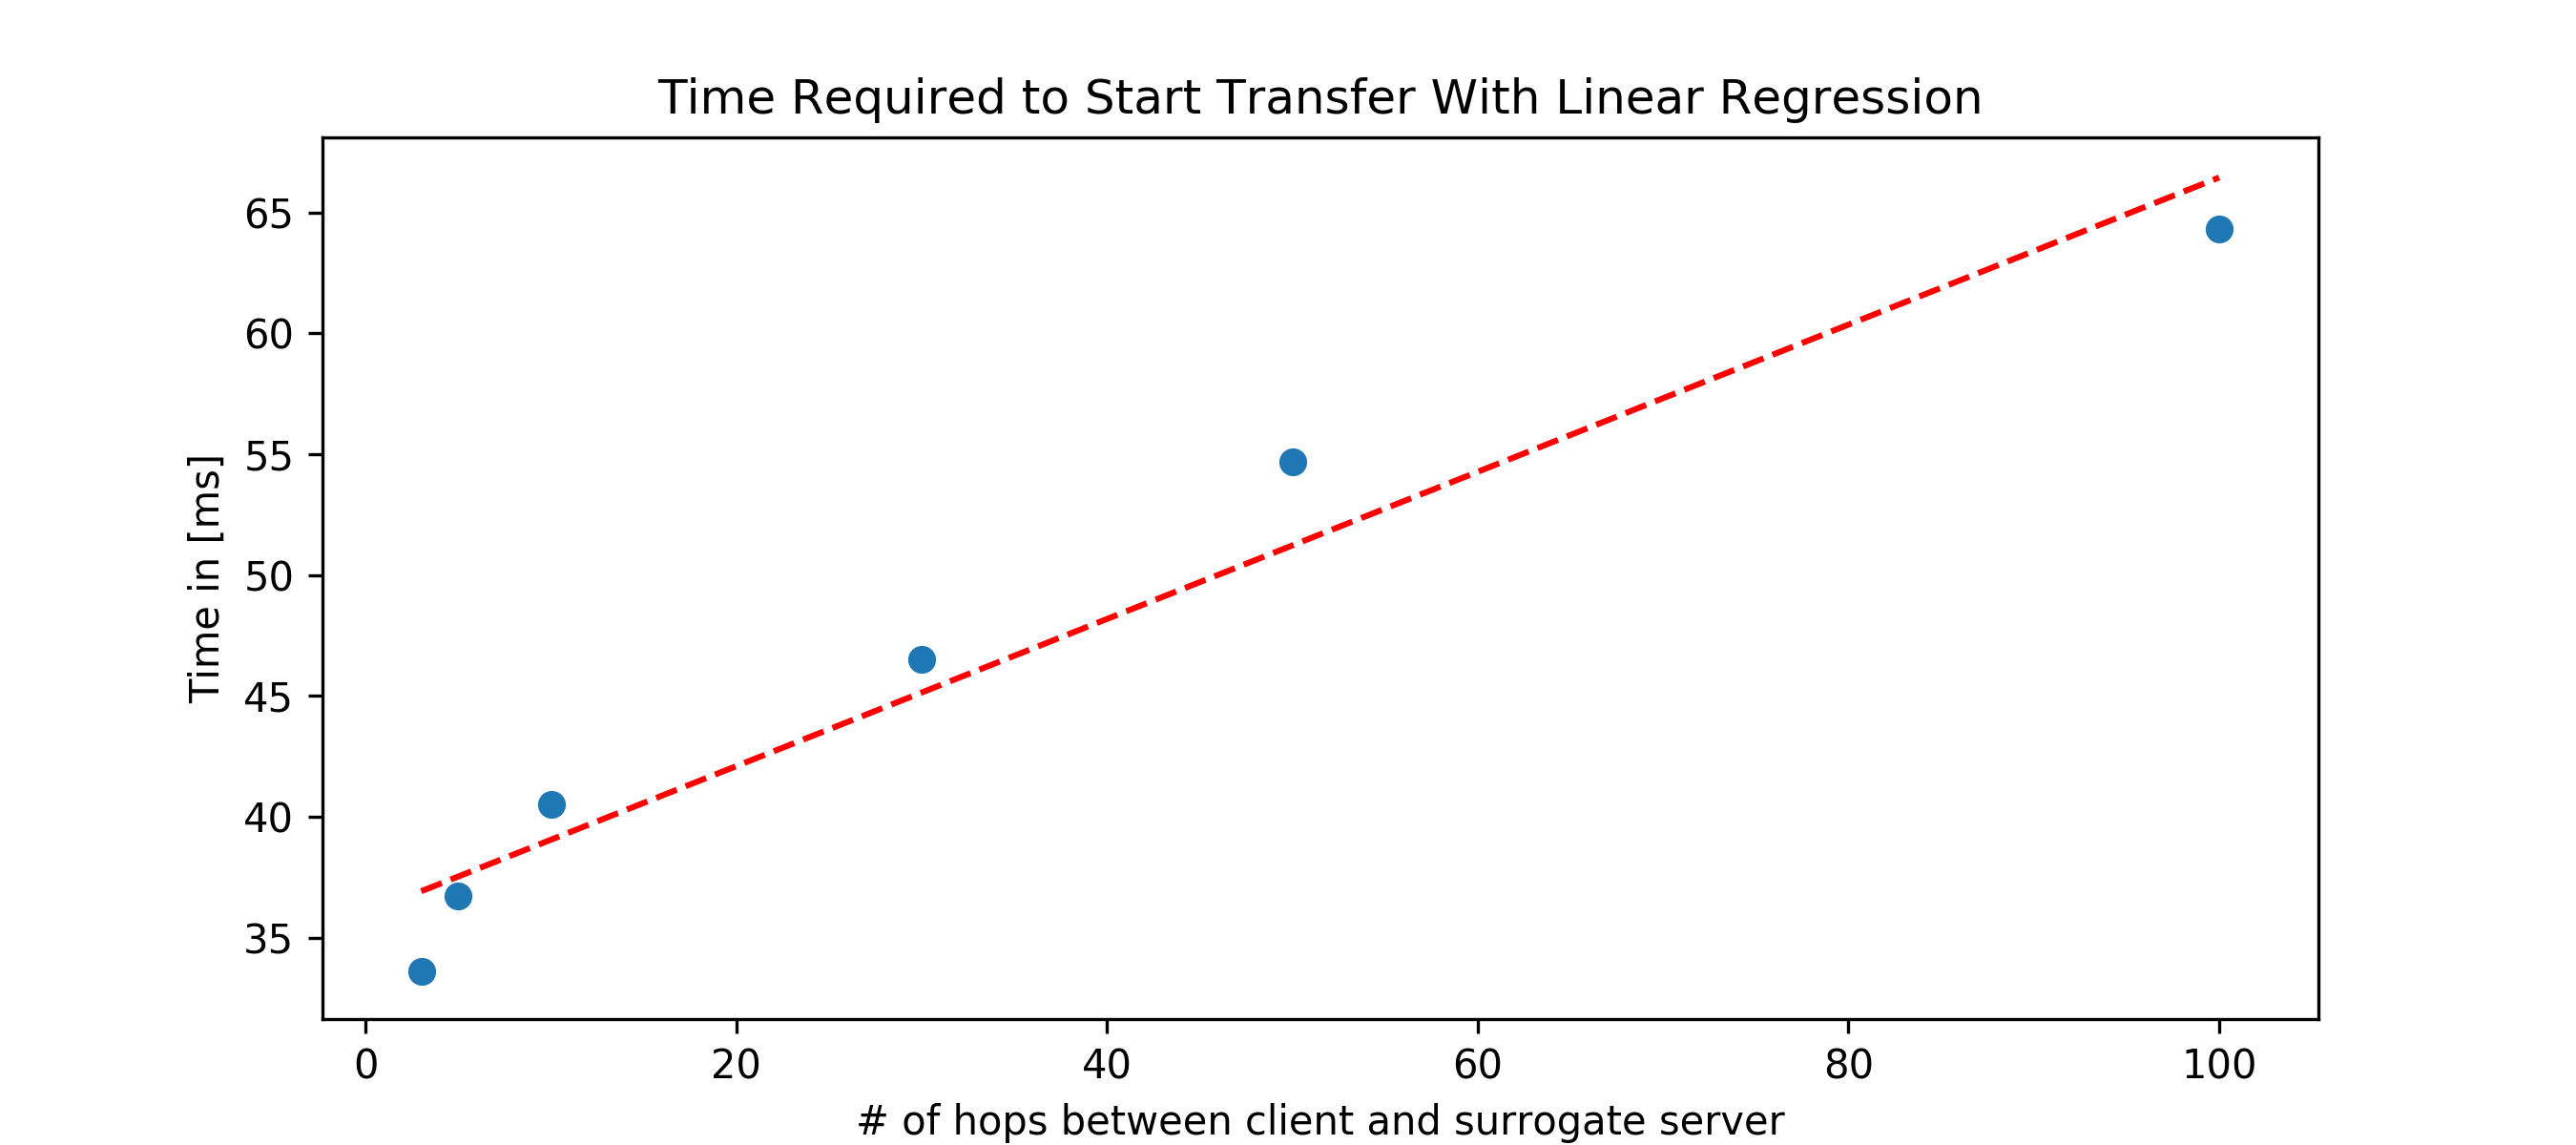 Time Required to Start Transfer With Linear Regression
Time in [ms]
65
60
55
50
45
40
35
0 20 40 60 80 100
# of hops between client and surrogate server